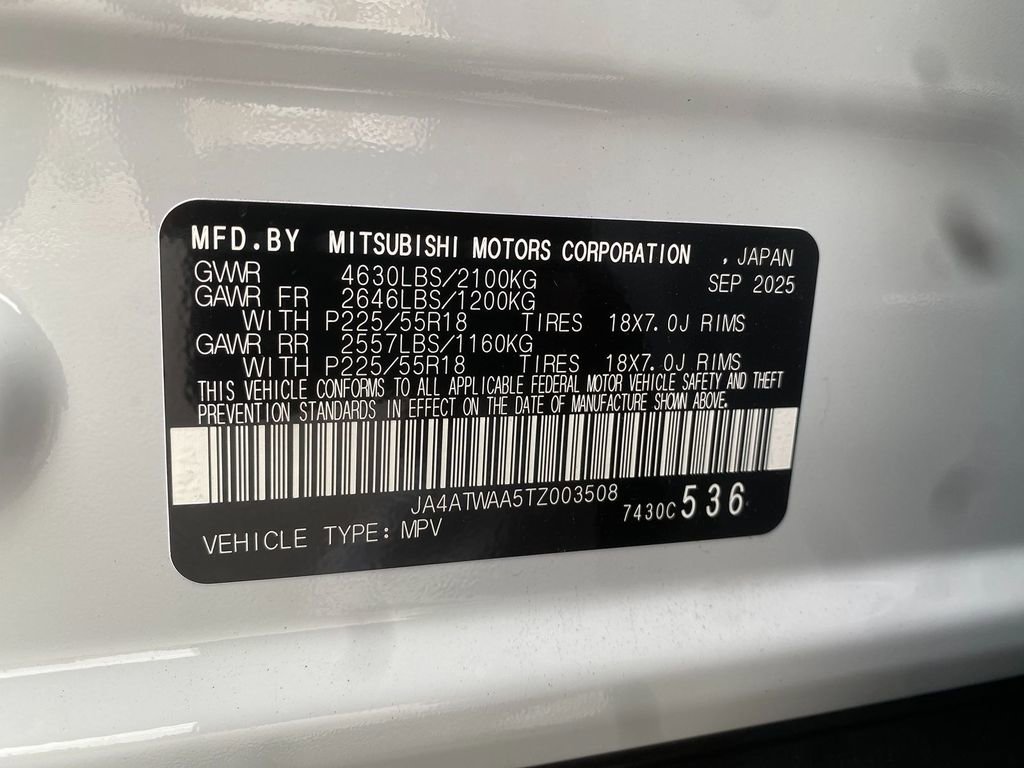 MFD.BY MITSUBISHI MOTORS CORPORATION , JAPAN
GVWR 4630LBS/2100KG SEP 2025
GAWR FR 2646LBS/1200KG
WITH P225/55R18 TIRES 18X7.0J RIMS
GAWR RR 2557LBS/1160KG
WITH P225/55R18 TIRES 18X7.0J RIMS
THIS VEHICLE CONFORMS TO ALL APPLICABLE FEDERAL MOTOR VEHICLE SAFETY AND THEFT
PREVENTION STANDARDS IN EFFECT ON THE DATE OF MANUFACTURE SHOWN ABOVE.
JA4ATWAA5TZ003508
7430C536
VEHICLE TYPE: MPV